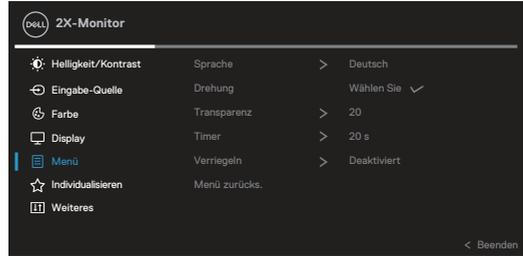 DELL 2X-Monitor
Helligkeit/Kontrast Sprache > Deutsch
Eingabe-Quelle Drehung Wählen Sie
Farbe Transparenz > 20
Display Timer > 20 s
Menü Verriegeln > Deaktiviert
Individualisieren Menü zurücks.
Weiteres
< Beenden